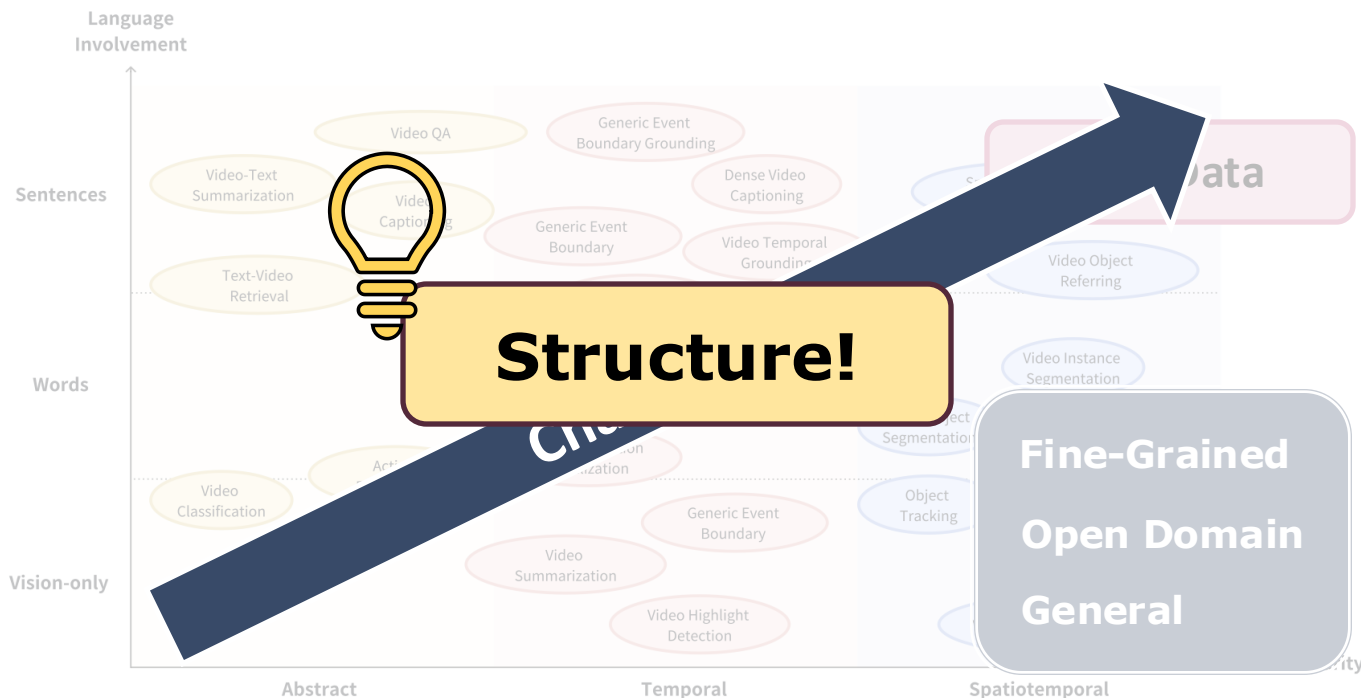 Language
Involvement
Video QA
Generic Event
Boundary Grounding
Video-Text
Summarization
Dense Video
Captioning
Data
Sentences
Video
Captioning
Generic Event
Boundary
Video Temporal
Grounding
Text-Video
Retrieval
Video Object
Referring
Structure!
Video Instance
Segmentation
Words
Segmentation
Fine-Grained
Video
Classification
Object
Tracking
Generic Event
Boundary
Open Domain
Video
Summarization
Vision-only
General
Video Highlight
Detection
Abstract
Temporal
Spatiotemporal